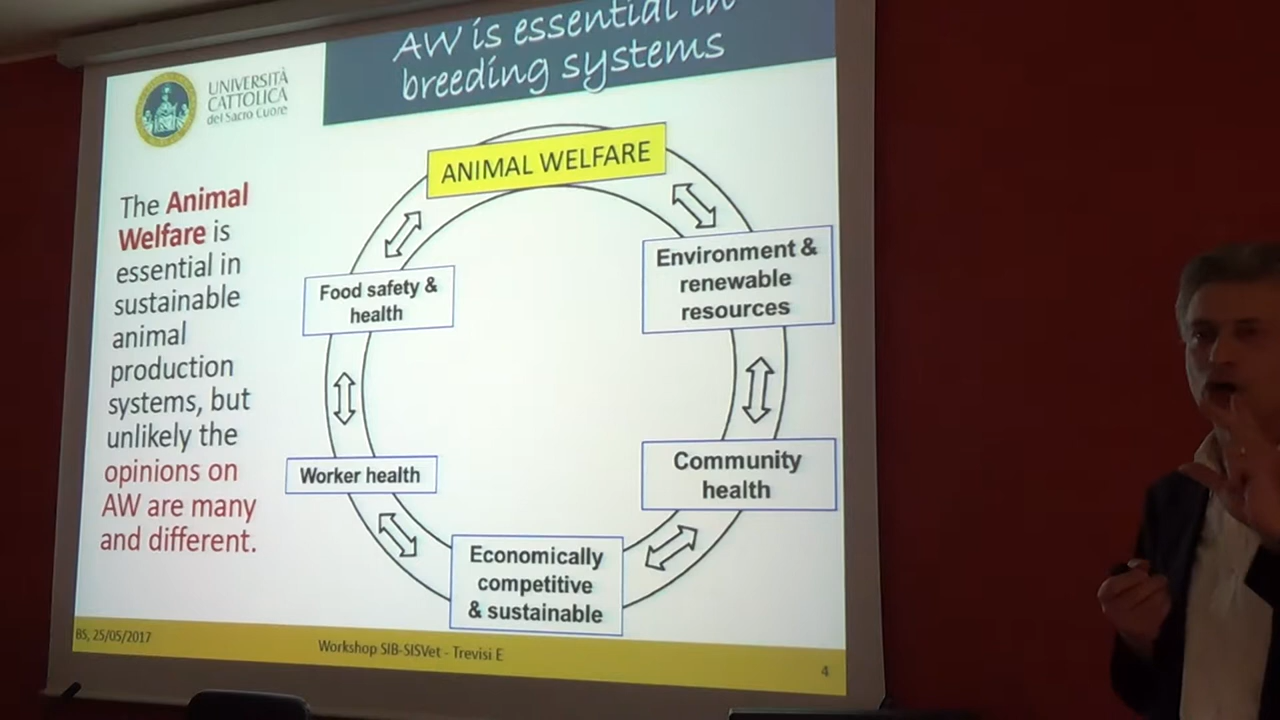 AW is essential in
breeding systems
UNIVERSITÀ
CATTOLICA
del Sacro Cuore
The Animal
Welfare is
essential in
sustainable
animal
production
systems, but
unlikely the
opinions on
AW are many
and different.
ANIMAL WELFARE
Environment &
renewable
resources
Food safety &
health
Worker health
Community
health
Economically
competitive
& sustainable
BS, 25/05/2017
Workshop SIB-SISVet - Trevisi E
4